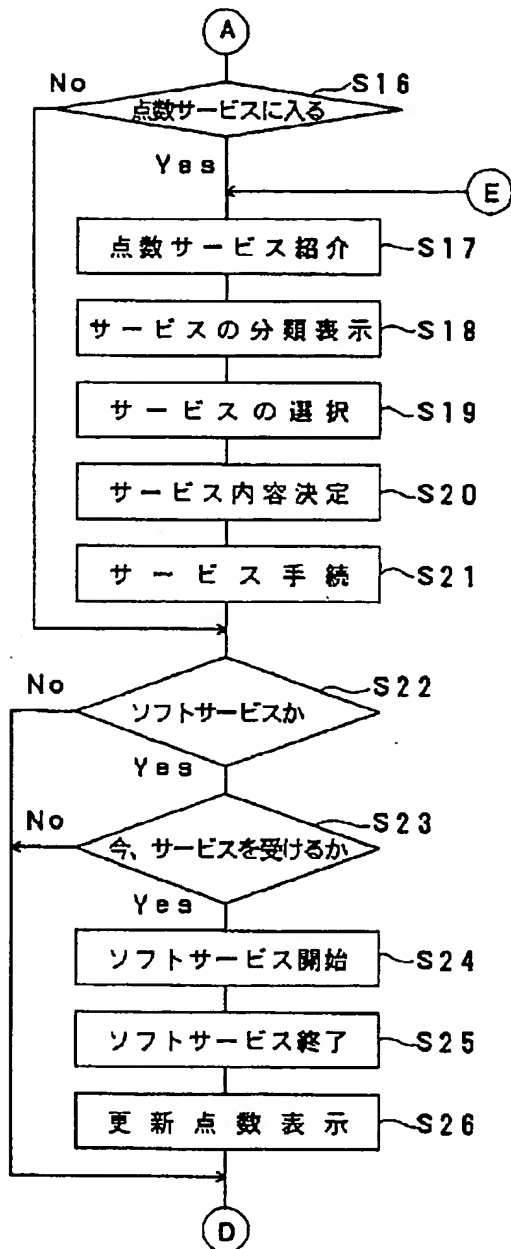 A
No
S16
点数サービスに入る
Yes
E
点数サービス紹介
S17
サービスの分類表示
S18
サービスの選択
S19
サービス内容決定
S20
サービス手続
S21
No
S22
ソフトサービスか
Yes
No
S23
今、サービスを受けるか
Yes
ソフトサービス開始
S24
ソフトサービス終了
S25
更新点数表示
S26
D